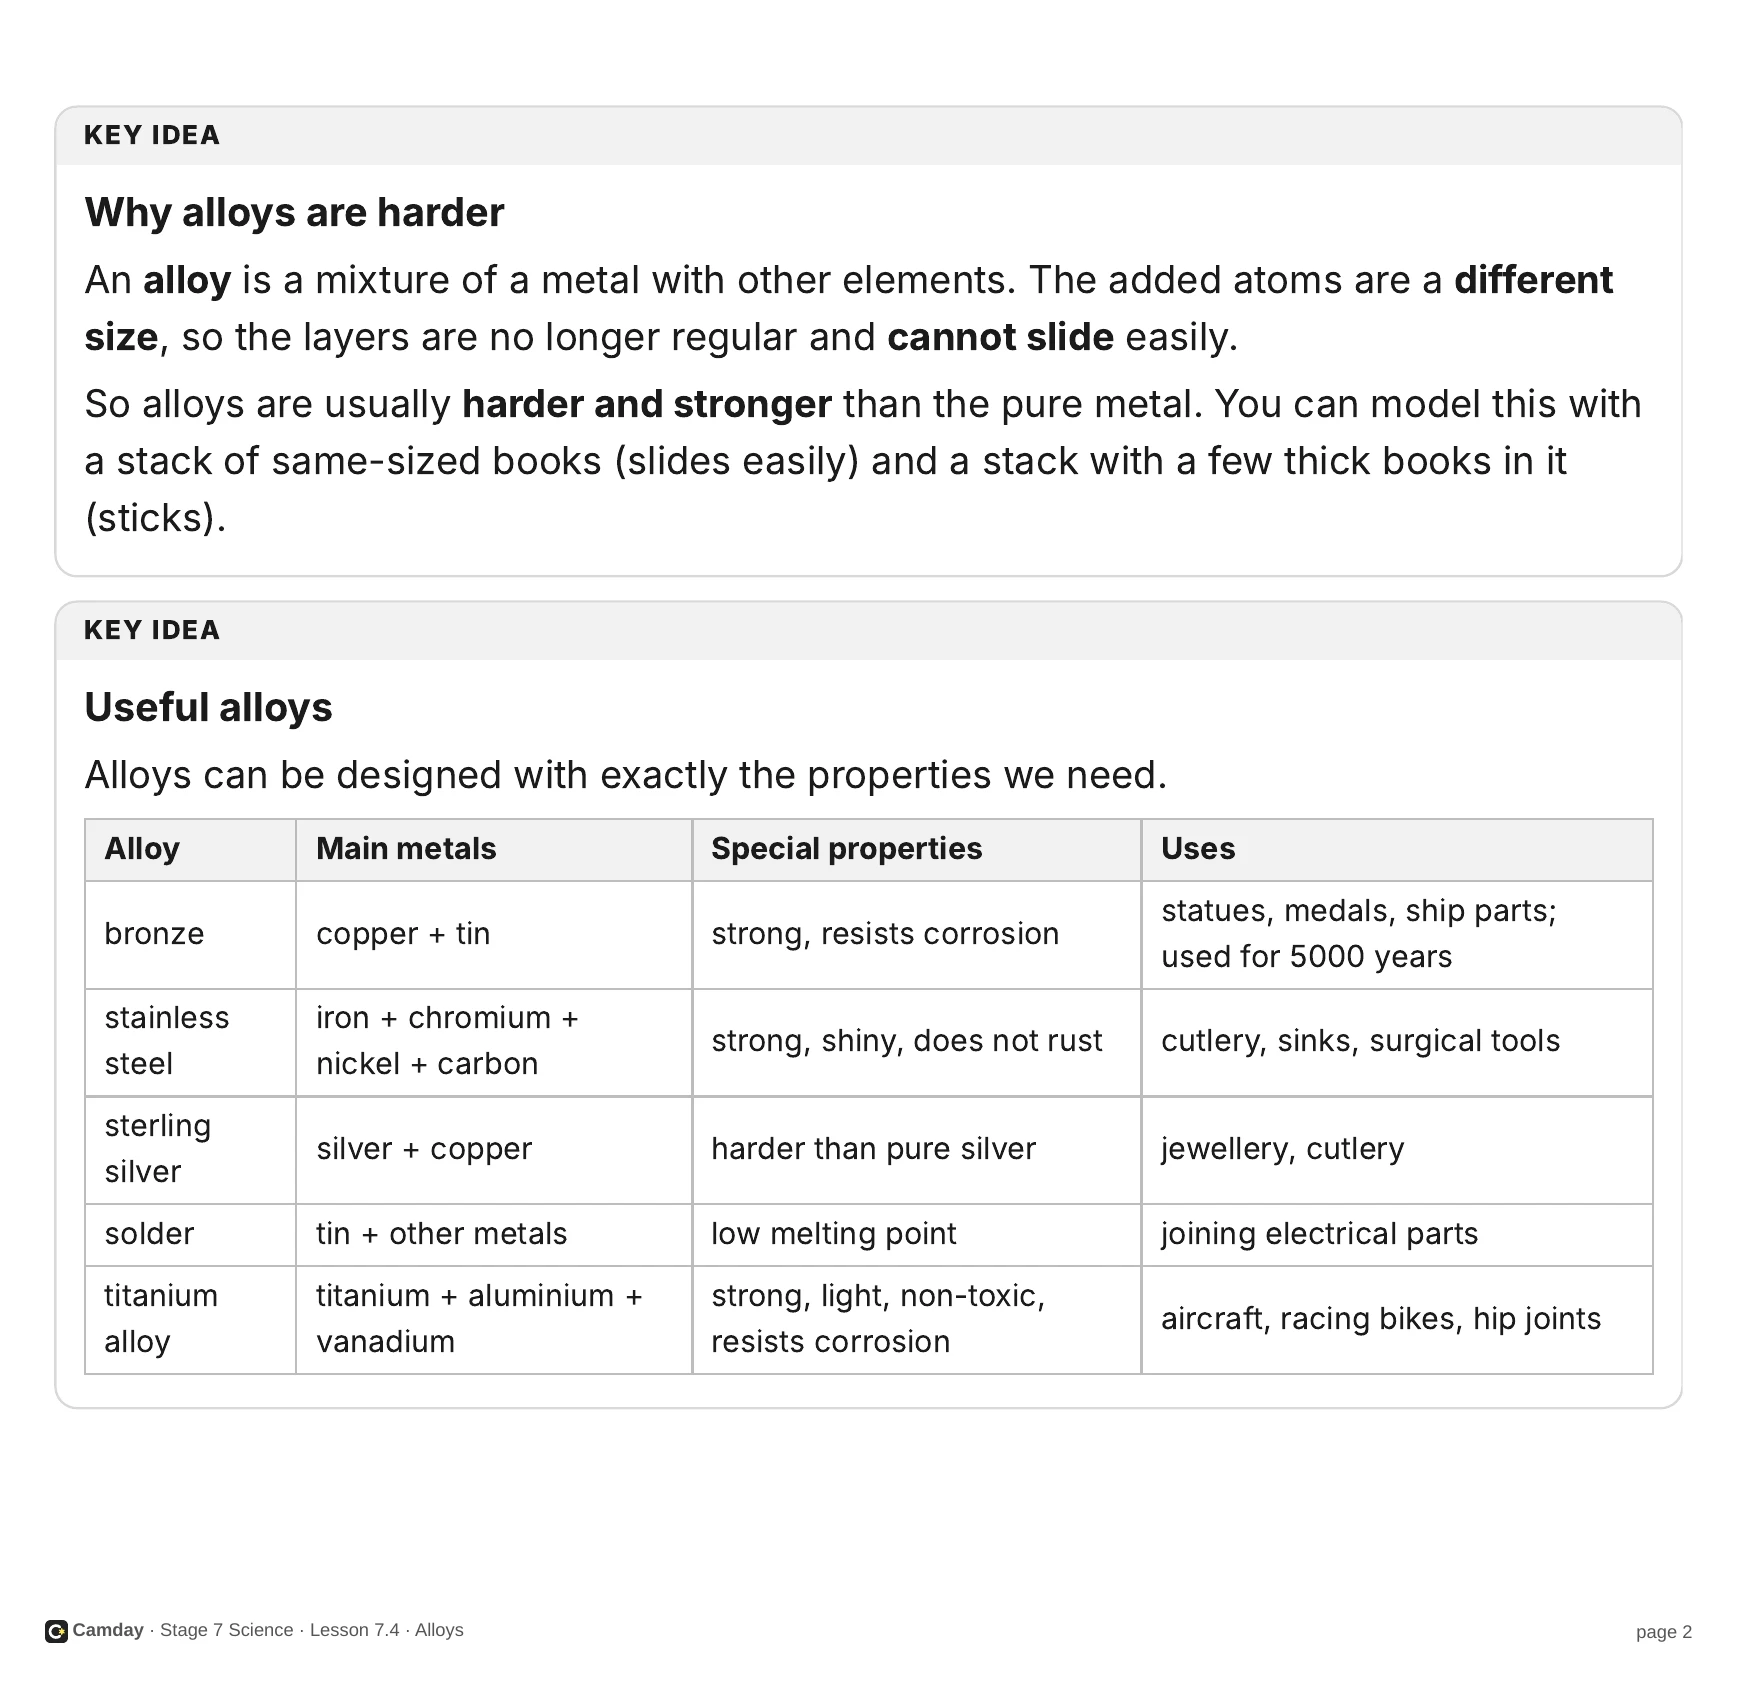 KEY IDEA
Why alloys are harder
An alloy is a mixture of a metal with other elements. The added atoms are a different
size, so the layers are no longer regular and cannot slide easily.
So alloys are usually harder and stronger than the pure metal. You can model this with
a stack of same-sized books (slides easily) and a stack with a few thick books in it
(sticks).
KEY IDEA
Useful alloys
Alloys can be designed with exactly the properties we need.
Alloy Main metals Special properties Uses
bronze copper + tin strong, resists corrosion statues, medals, ship parts;
used for 5000 years
stainless iron + chromium + strong, shiny, does not rust cutlery, sinks, surgical tools
steel nickel + carbon
sterling silver + copper harder than pure silver jewellery, cutlery
silver
solder tin + other metals low melting point joining electrical parts
titanium titanium + aluminium + strong, light, non-toxic, aircraft, racing bikes, hip joints
alloy vanadium resists corrosion
Camday · Stage 7 Science · Lesson 7.4 · Alloys page 2